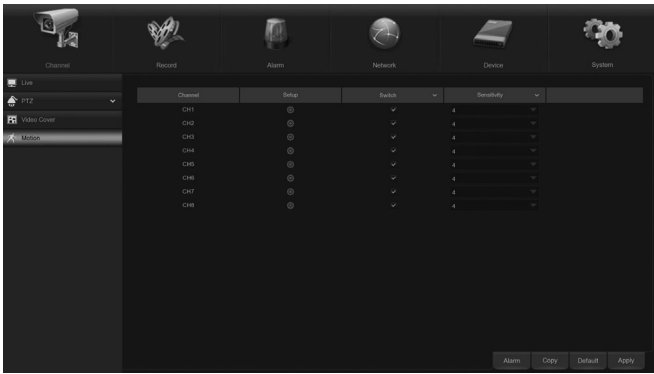 Channel Record Alarm Network Device System
Live
PTZ
Video Cover
Motion
Channel Setup Switch Sensitivity
CH1 4
CH2 4
CH3 4
CH4 4
CH5 4
CH6 4
CH7 4
CH8 4
Alarm Copy Default Apply